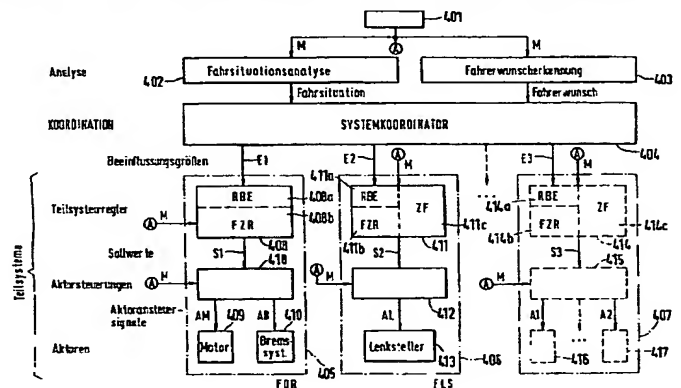 401
M A M
Analyse
Fahrsituationsanalyse
402
Fahrerwunscherkennung
403
Fahrsituation
Fahrerwunsch
KOORDINATION
SYSTEMKOORDINATOR
404
Beeinflussungsgrößen
E1
E2
A
M
E3
A
M
411a
...
Teilsysteme
Teilsystemregler
A M
RBE
408a
FZR
408b
408
RBE
ZF
FZR
411b
411
411c
414a
RBE
ZF
FZR
414b
414
414c
Sollwerte
S1
418
S2
S3
Aktorsteuerungen
A M
A M
412
A M
415
Aktoransteuer-
signale
AM
409
AB
410
AL
A1
...
A2
407
Aktoren
Motor
Brems-
syst.
405
Lenksteller
413
406
416
417
FDR
FLS